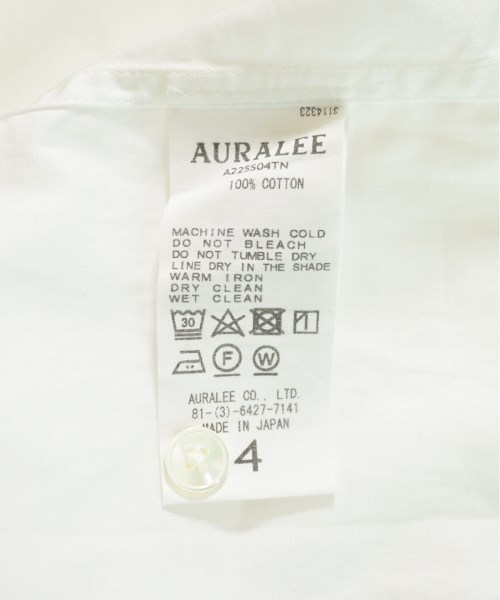 3114323
AURALEE
A22SS04TN
100% COTTON
MACHINE WASH COLD
DO NOT BLEACH
DO NOT TUMBLE DRY
LINE DRY IN THE SHADE
WARM IRON
DRY CLEAN
WET CLEAN
30
F W
AURALEE CO., LTD.
81-(3)-6427-7141
MADE IN JAPAN
4